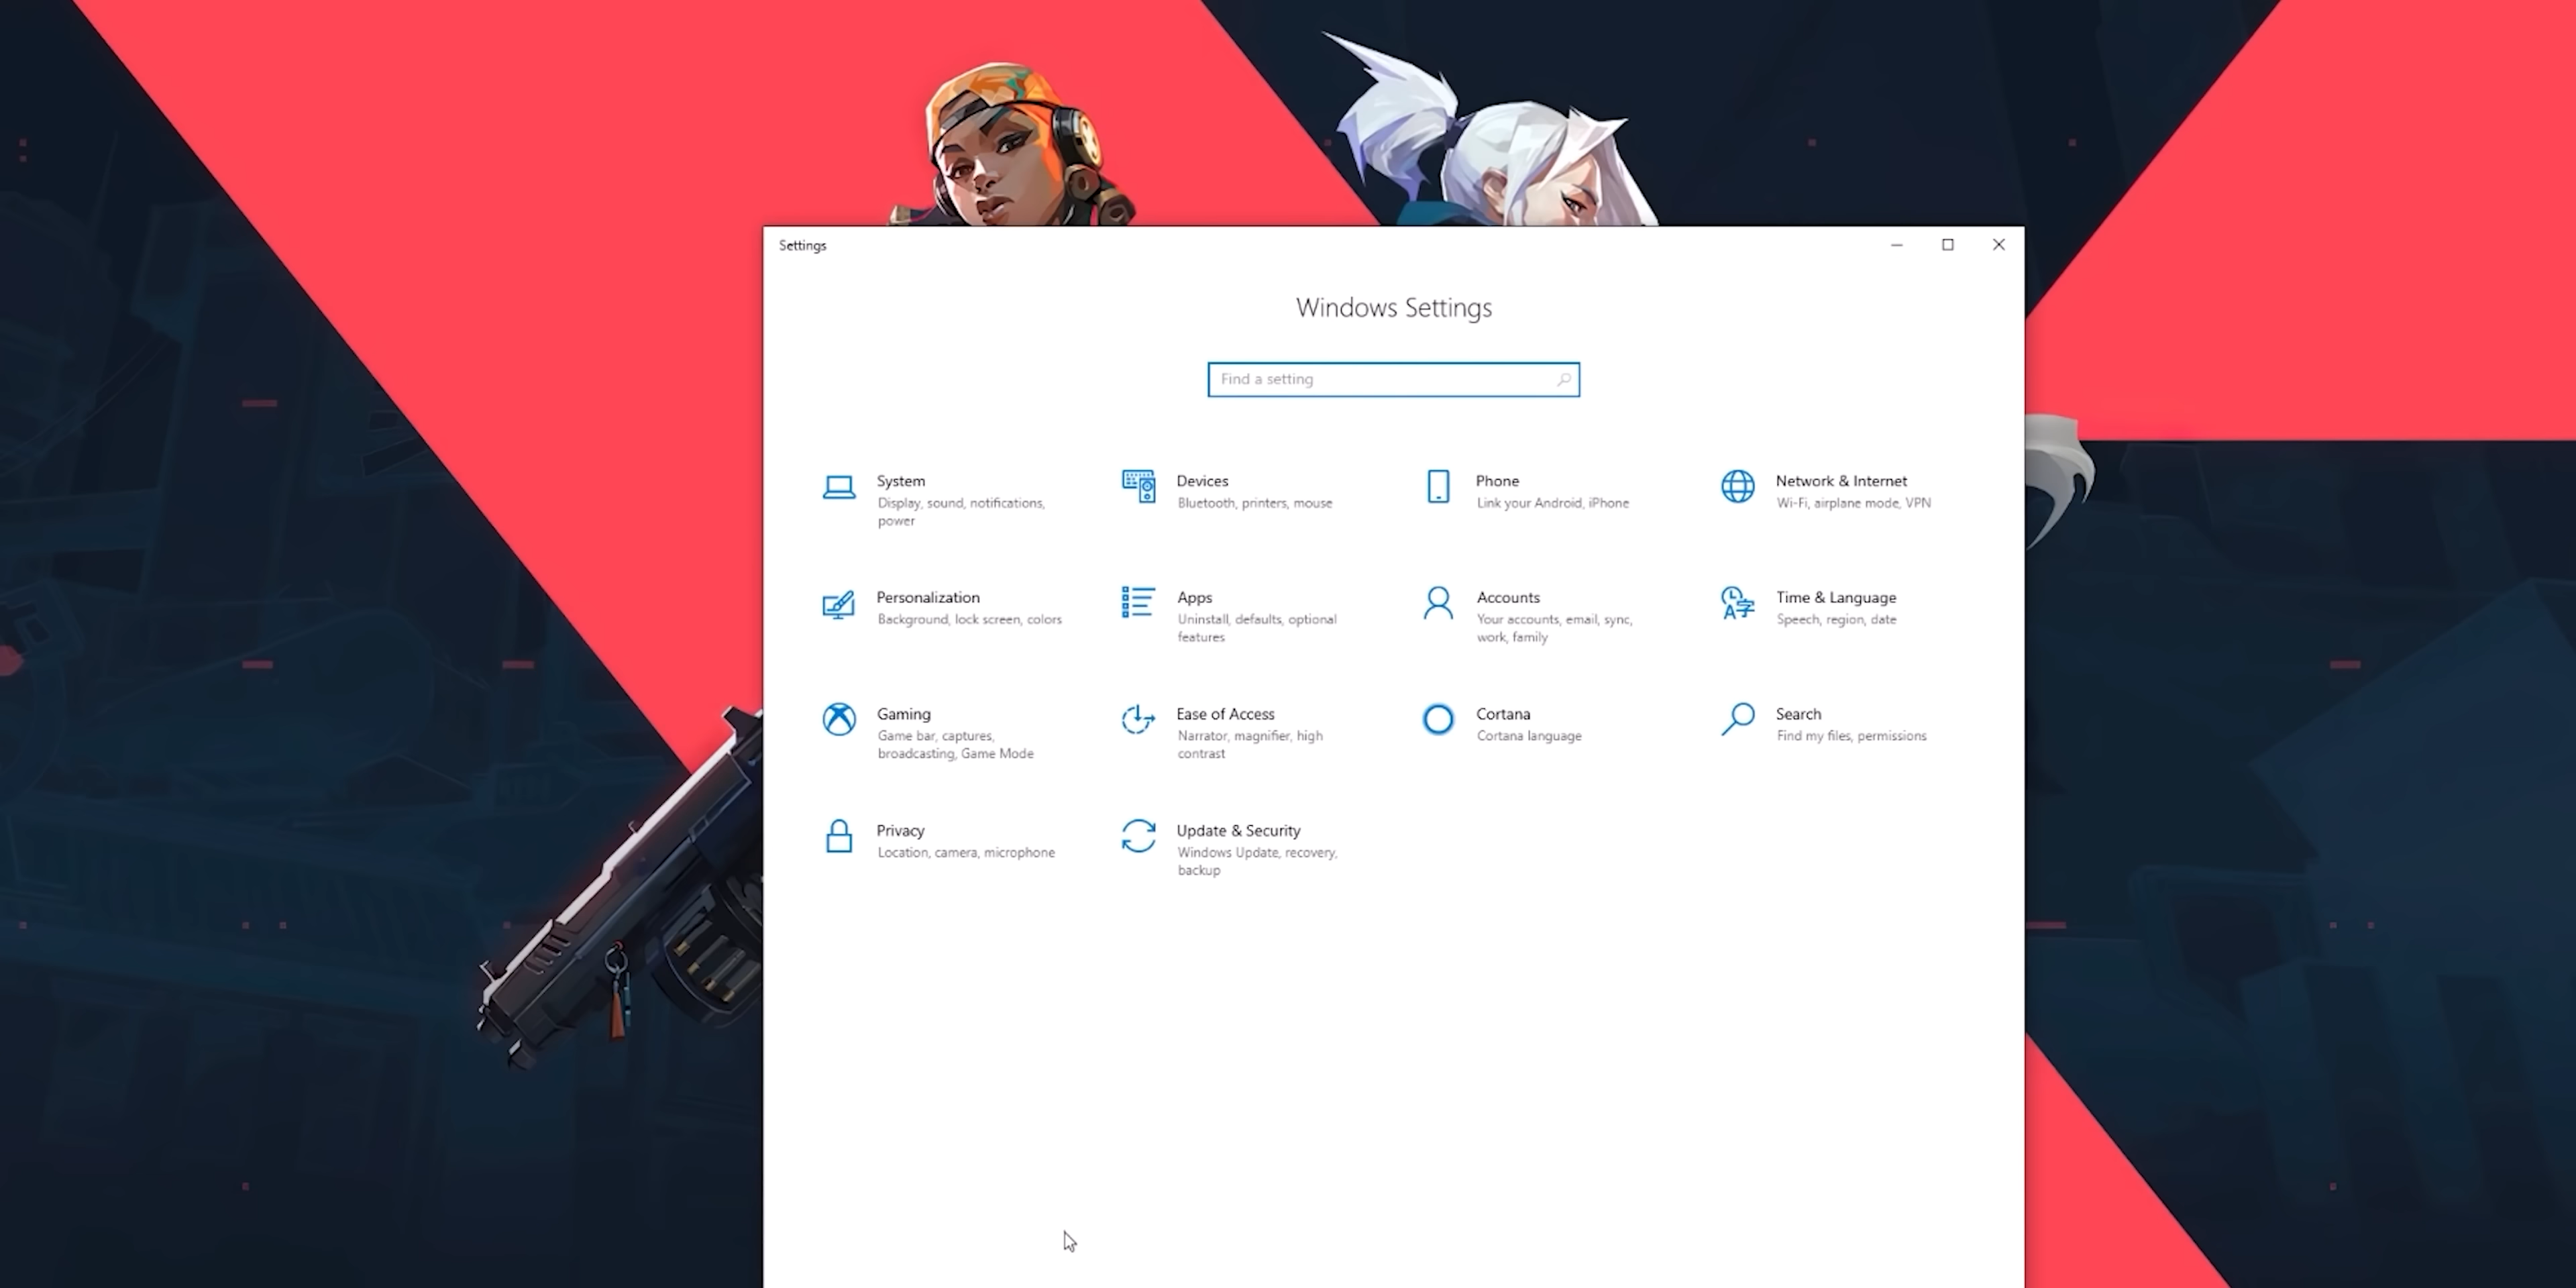 Settings
Windows Settings
Find a setting
System
Display, sound, notifications,
power
Devices
Bluetooth, printers, mouse
Phone
Link your Android, iPhone
Network & Internet
Wi-Fi, airplane mode, VPN
Personalization
Background, lock screen, colors
Apps
Uninstall, defaults, optional
features
Accounts
Your accounts, email, sync,
work, family
Time & Language
Speech, region, date
Gaming
Game bar, captures,
broadcasting, Game Mode
Ease of Access
Narrator, magnifier, high
contrast
Cortana
Cortana language
Search
Find my files, permissions
Privacy
Location, camera, microphone
Update & Security
Windows Update, recovery,
backup